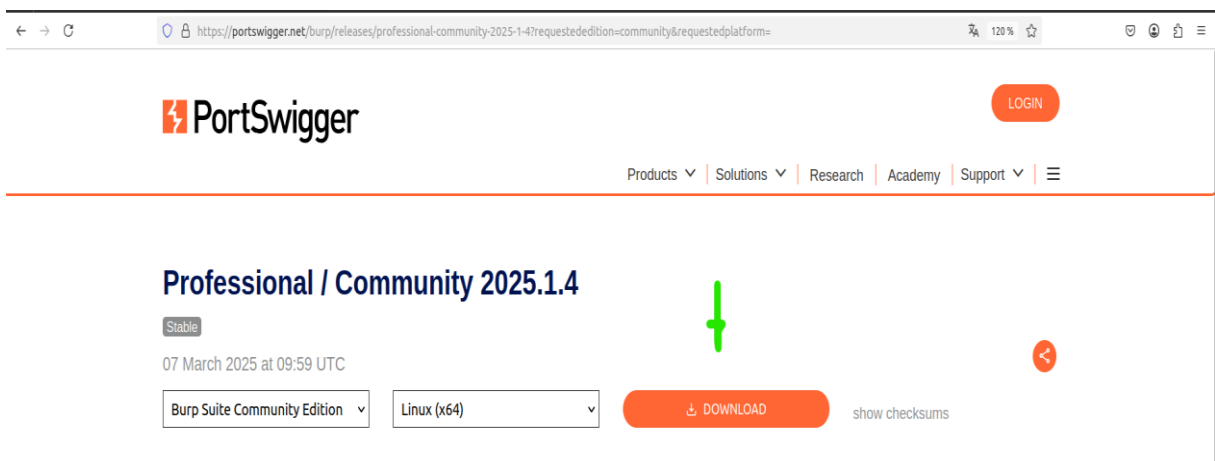 https://portswigger.net/burp/releases/professional-community-2025-1-4?requestededition=community&requestedplatform=
120%
PortSwigger
LOGIN
Products
Solutions
Research
Academy
Support
Professional / Community 2025.1.4
Stable
07 March 2025 at 09:59 UTC
Burp Suite Community Edition
Linux (x64)
DOWNLOAD
show checksums